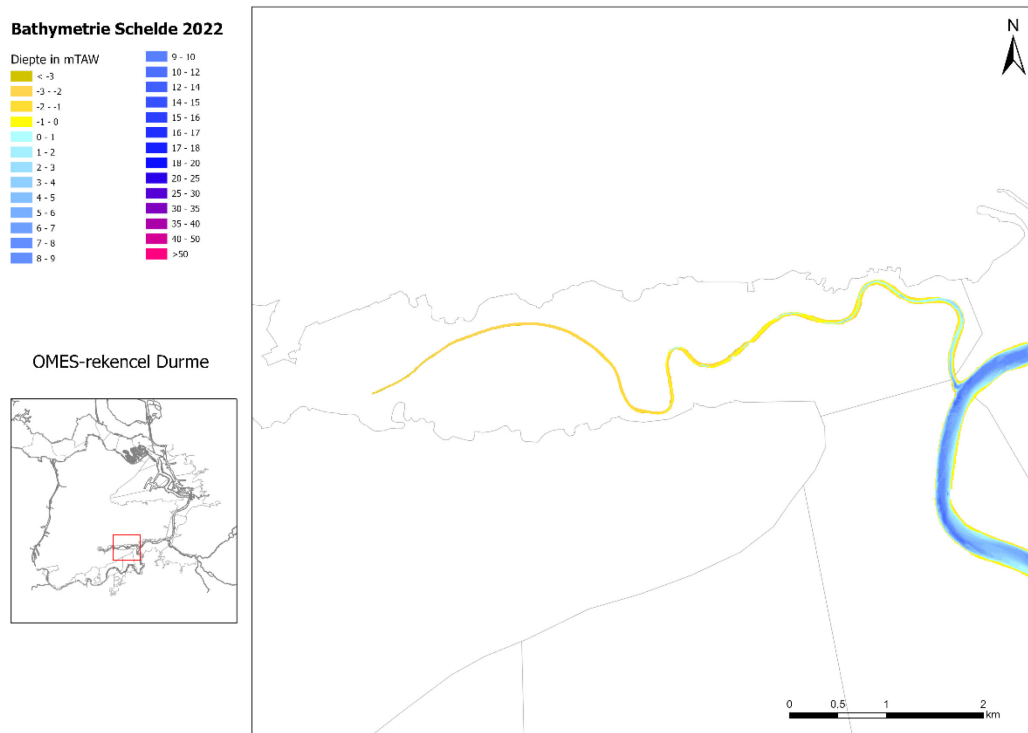 Bathymetrie Schelde 2022
Diepte in mTAW
< -3
-3 - -2
-2 - -1
-1 - 0
0 - 1
1 - 2
2 - 3
3 - 4
4 - 5
5 - 6
6 - 7
7 - 8
8 - 9
9 - 10
10 - 12
12 - 14
14 - 15
15 - 16
16 - 17
17 - 18
18 - 20
20 - 25
25 - 30
30 - 35
35 - 40
40 - 50
>50
OMES-rekencel Durme
N
0 0.5 1 2
km